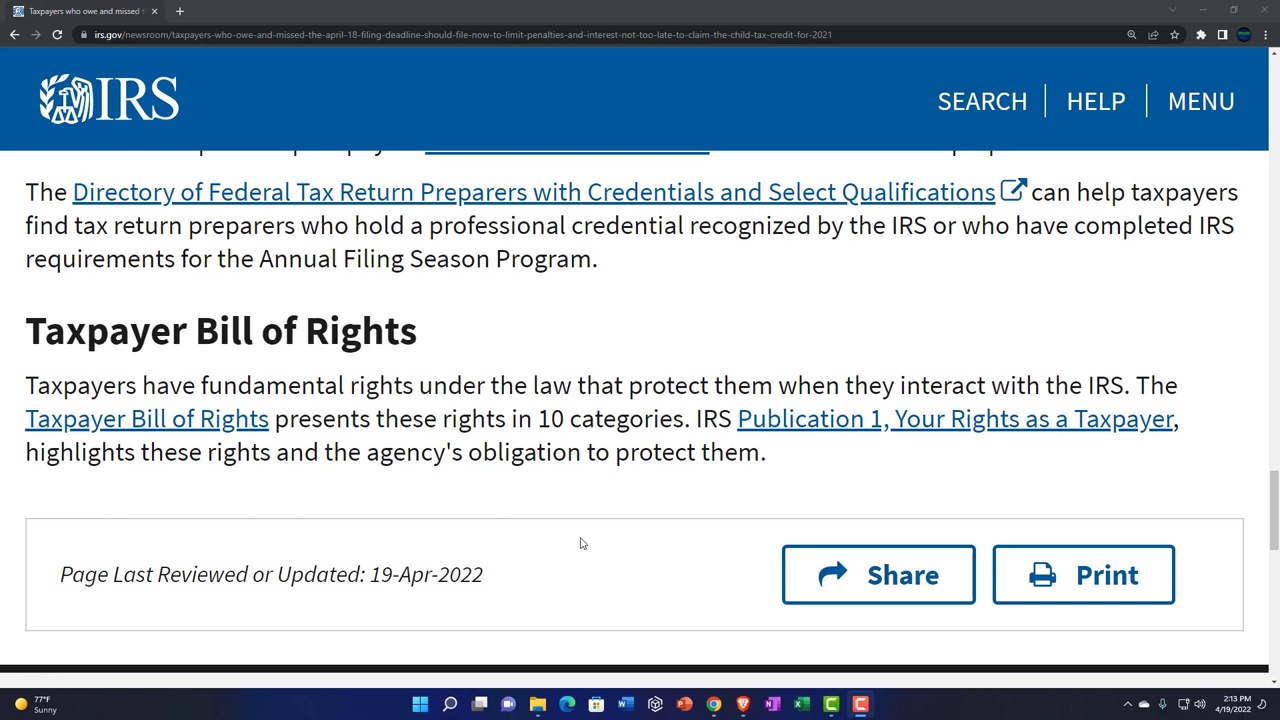 Taxpayers who owe and missed t
irs.gov/newsroom/taxpayers-who-owe-and-missed-the-april-18-filing-deadline-should-file-now-to-limit-penalties-and-interest-not-too-late-to-claim-the-child-tax-credit-for-2021
IRS
SEARCH HELP MENU
The Directory of Federal Tax Return Preparers with Credentials and Select Qualifications can help taxpayers
find tax return preparers who hold a professional credential recognized by the IRS or who have completed IRS
requirements for the Annual Filing Season Program.
Taxpayer Bill of Rights
Taxpayers have fundamental rights under the law that protect them when they interact with the IRS. The
Taxpayer Bill of Rights presents these rights in 10 categories. IRS Publication 1, Your Rights as a Taxpayer,
highlights these rights and the agency's obligation to protect them.
Page Last Reviewed or Updated: 19-Apr-2022
Share
Print
77°F
Sunny
2:13 PM
4/19/2022